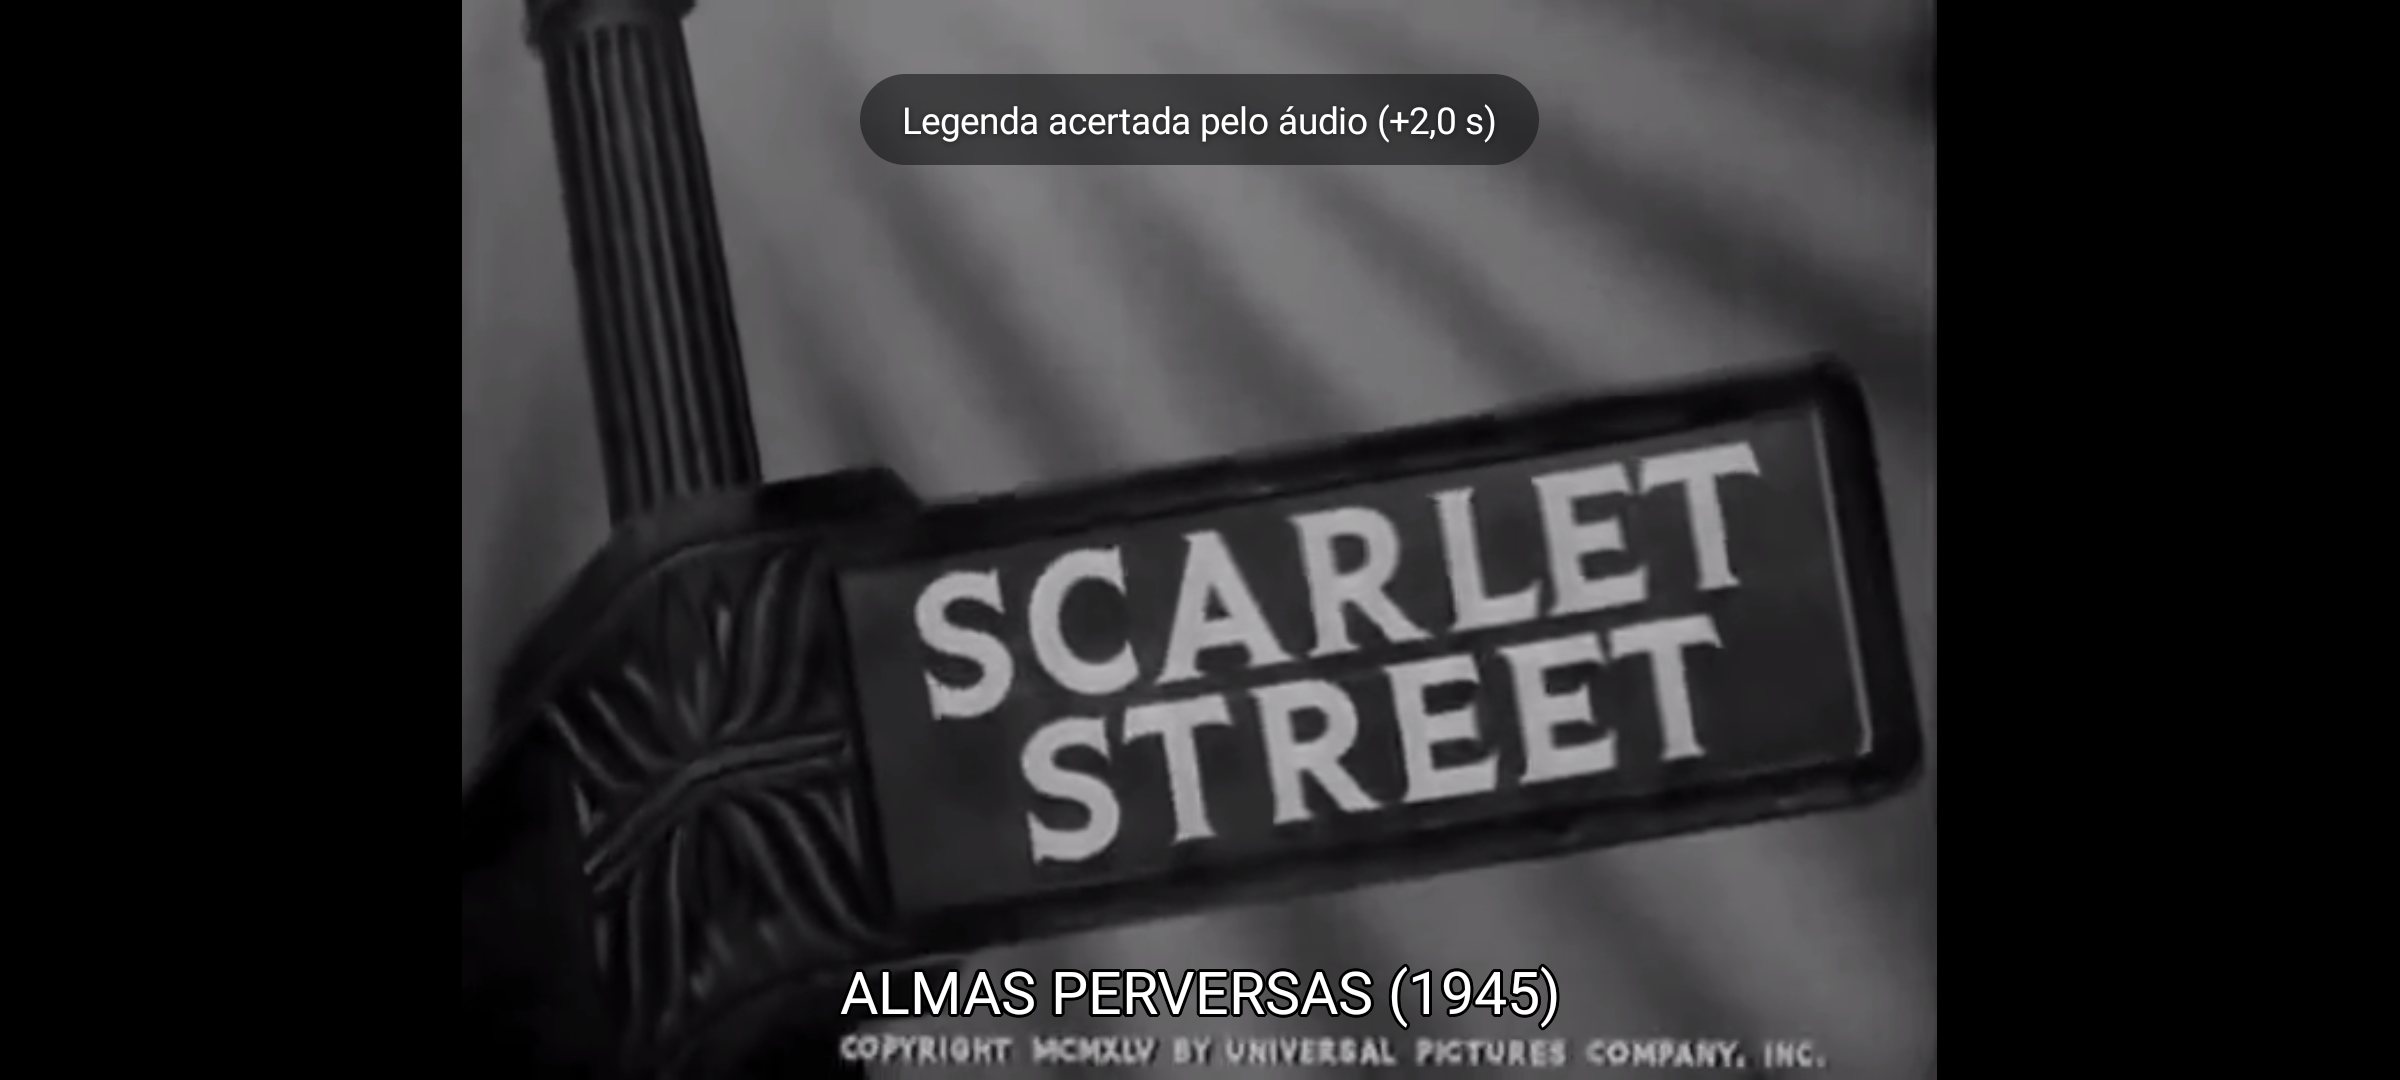 Legenda acertada pelo áudio (+2,0 s)
SCARLET
STREET
ALMAS PERVERSAS (1945)
COPYRIGHT MCMXLV BY UNIVERSAL PICTURES COMPANY, INC.